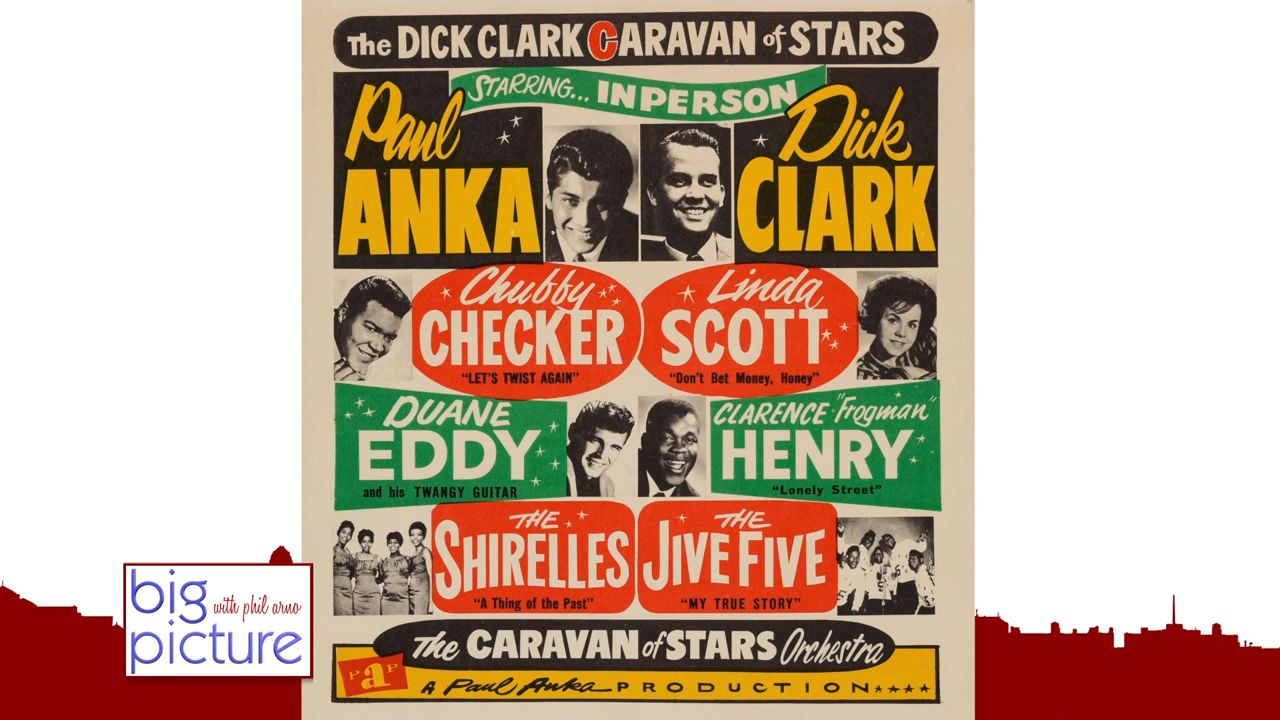 The DICK CLARK CARAVAN of STARS
STARRING... IN PERSON
Paul
ANKA
Dick
CLARK
Chubby
CHECKER
"LET'S TWIST AGAIN"
Linda
SCOTT
"Don't Bet Money, Honey"
DUANE
EDDY
and his TWANGY GUITAR
CLARENCE "Frogman"
HENRY
"Lonely Street"
THE
SHIRELLES
"A Thing of the Past"
THE
JIVE FIVE
"MY TRUE STORY"
The CARAVAN of STARS Orchestra
PaP
A Paul Anka PRODUCTION
big
with phil arno
picture